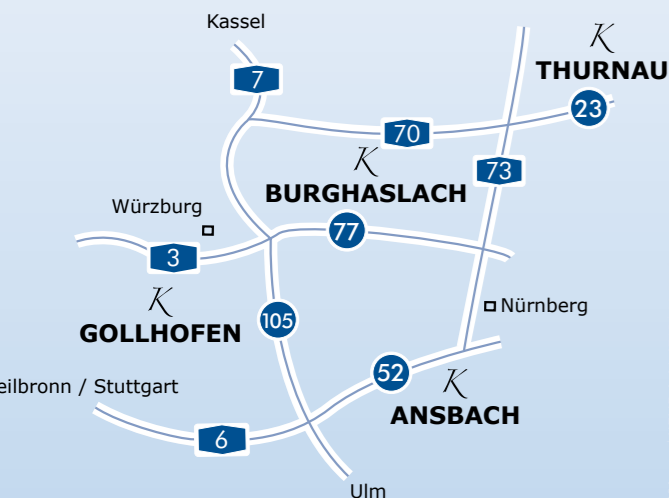 Kassel
K
THURNAU
7
23
70
K
BURGHASLACH
73
Würzburg
77
3
K
GOLLHOFEN
105
Nürnberg
52
K
ANSBACH
eilbronn / Stuttgart
6
Ulm